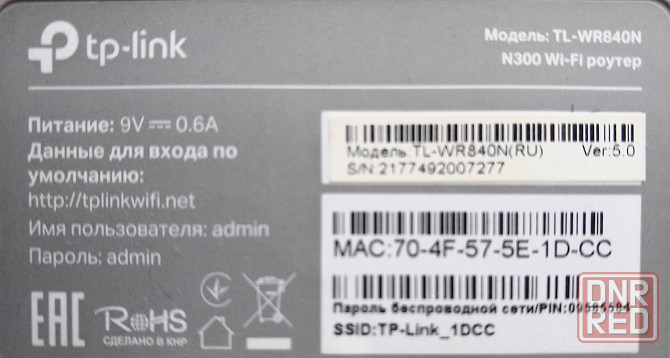 tp-link
Модель: TL-WR840N
N300 Wi-Fi роутер
Питание: 9V 0.6A
Данные для входа по
умолчанию:
http://tplinkwifi.net
Имя пользователя: admin
Пароль: admin
EAC
RoHS
СДЕЛАНО В КНР
Модель TL-WR840N(RU) Ver:5.0
S/N:2177492007277
MAC:70-4F-57-5E-1D-CC
Пароль беспроводной сети/PIN:
SSID:TP-Link_1DCC
DNR
RED